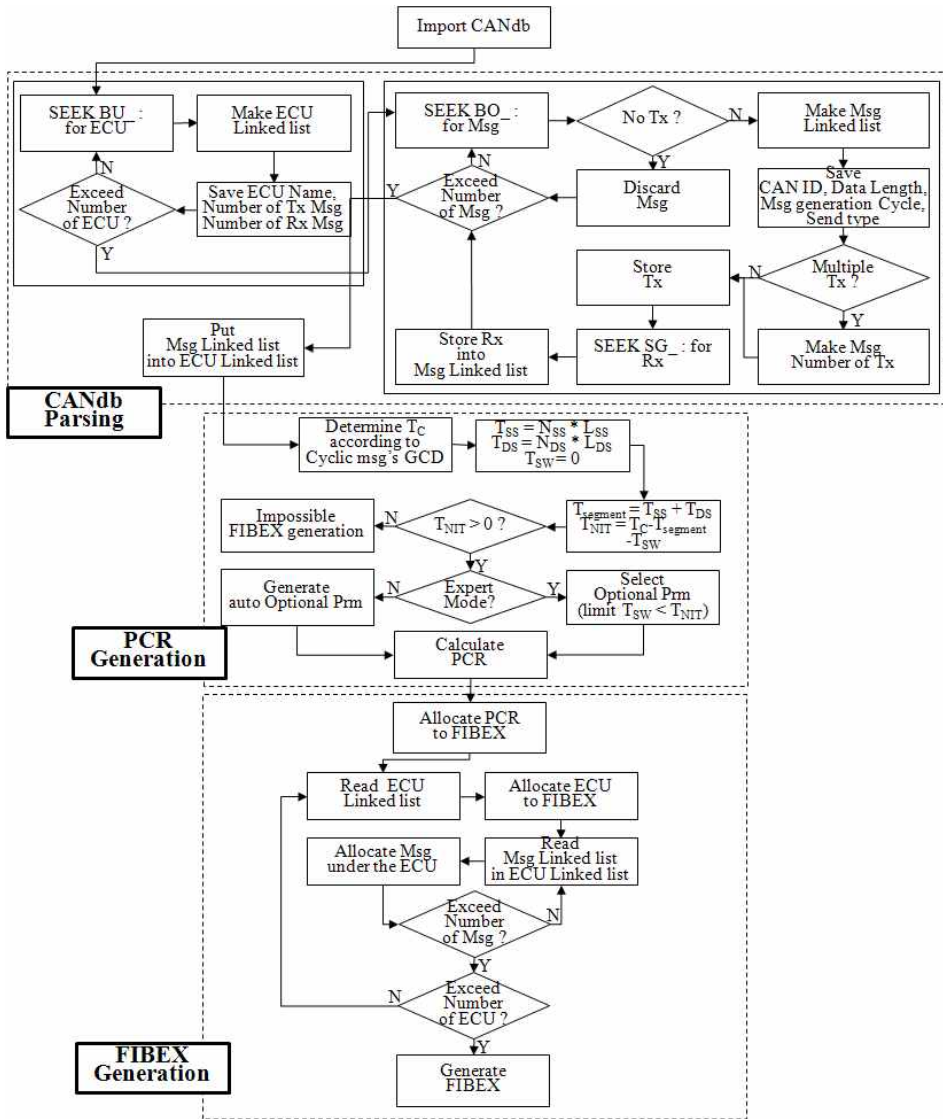 Import CANdb
SEEK BU_ :
for ECU
Make ECU
Linked list
N
Exceed
Number
of ECU ?
Save ECU Name,
Number of Tx Msg
Number of Rx Msg
Y
SEEK BO_ :
for Msg
No Tx ?
N
Make Msg
Linked list
N
Y
Y
Exceed
Number
of Msg ?
Discard
Msg
Save
CAN ID, Data Length,
Msg generation Cycle,
Send type
Store
Tx
N
Multiple
Tx ?
Y
Store Rx
into
Msg Linked list
SEEK SG_ : for
Rx
Make Msg
Number of Tx
Put
Msg Linked list
into ECU Linked list
CANdb
Parsing
Determine T_C
according to
Cyclic msg's GCD
T_SS = N_SS * L_SS
T_DS = N_DS * L_DS
T_SW = 0
Impossible
FIBEX generation
N
T_NIT > 0 ?
T_segment = T_SS + T_DS
T_NIT = T_C-T_segment
-T_SW
Y
Generate
auto Optional Prm
N
Expert
Mode?
Y
Select
Optional Prm
(limit T_SW < T_NIT)
PCR
Generation
Calculate
PCR
Allocate PCR
to FIBEX
Read ECU
Linked list
Allocate ECU
to FIBEX
Allocate Msg
under the ECU
Read
Msg Linked list
in ECU Linked list
Exceed
Number
of Msg ?
N
Y
N
Exceed
Number
of ECU ?
Y
FIBEX
Generation
Generate
FIBEX